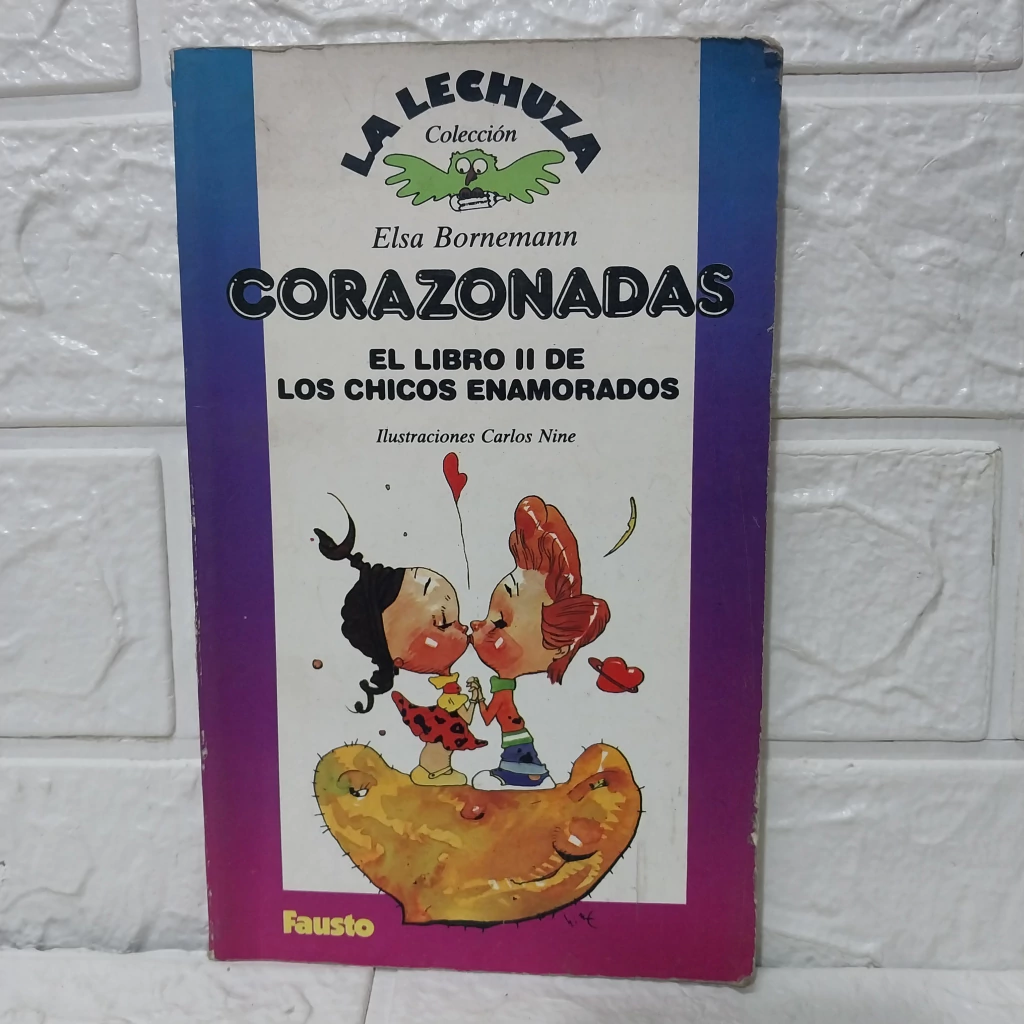 LA LECHUZA
Colección
Elsa Bornemann
CORAZONADAS
EL LIBRO II DE
LOS CHICOS ENAMORADOS
Ilustraciones Carlos Nine
Fausto